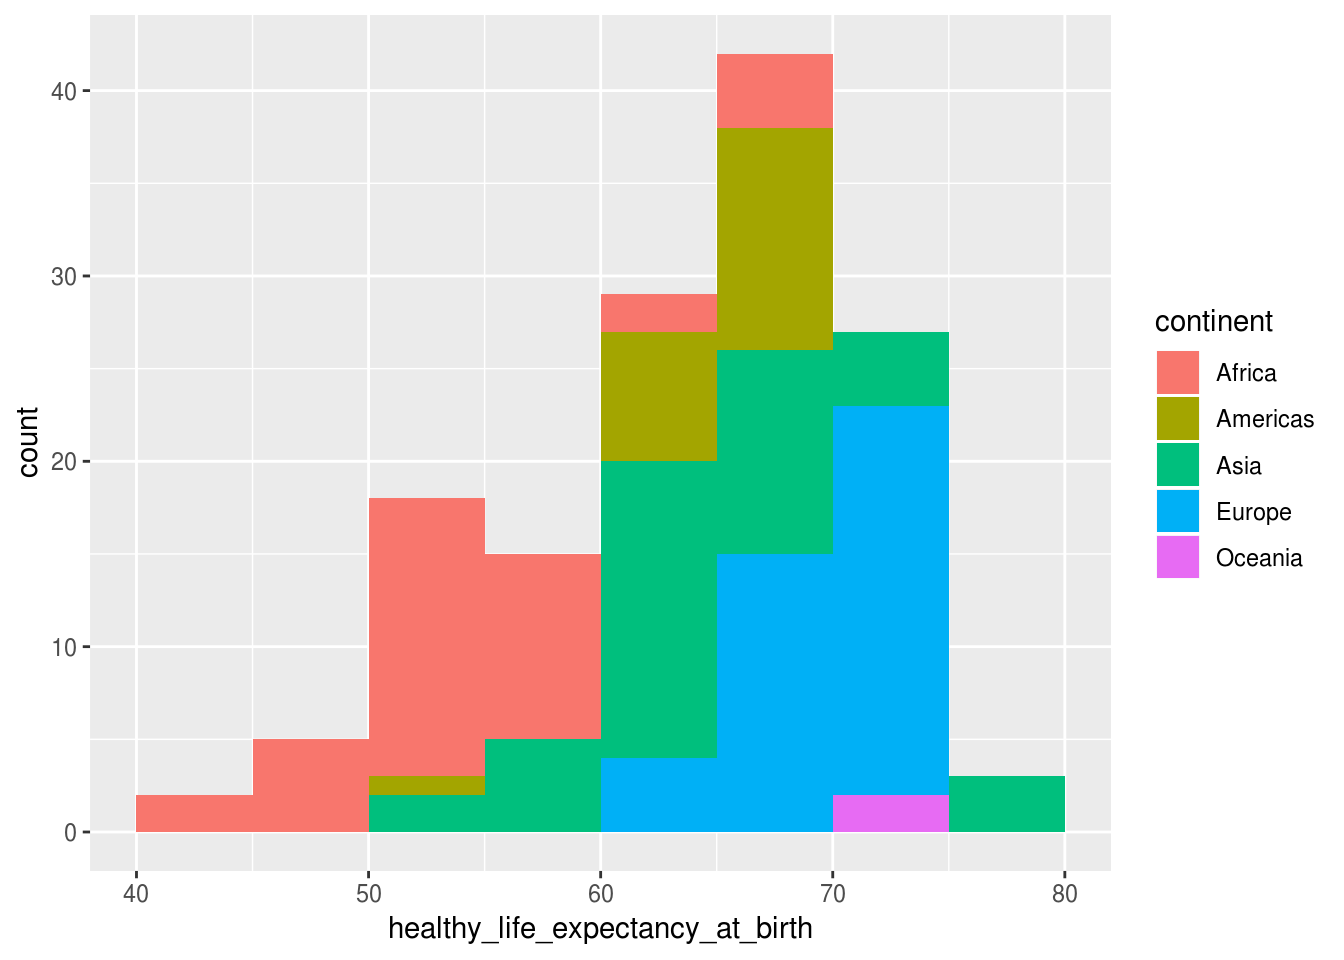 40
30
20
10
0
count
40
50
60
70
80
healthy_life_expectancy_at_birth
continent
Africa
Americas
Asia
Europe
Oceania